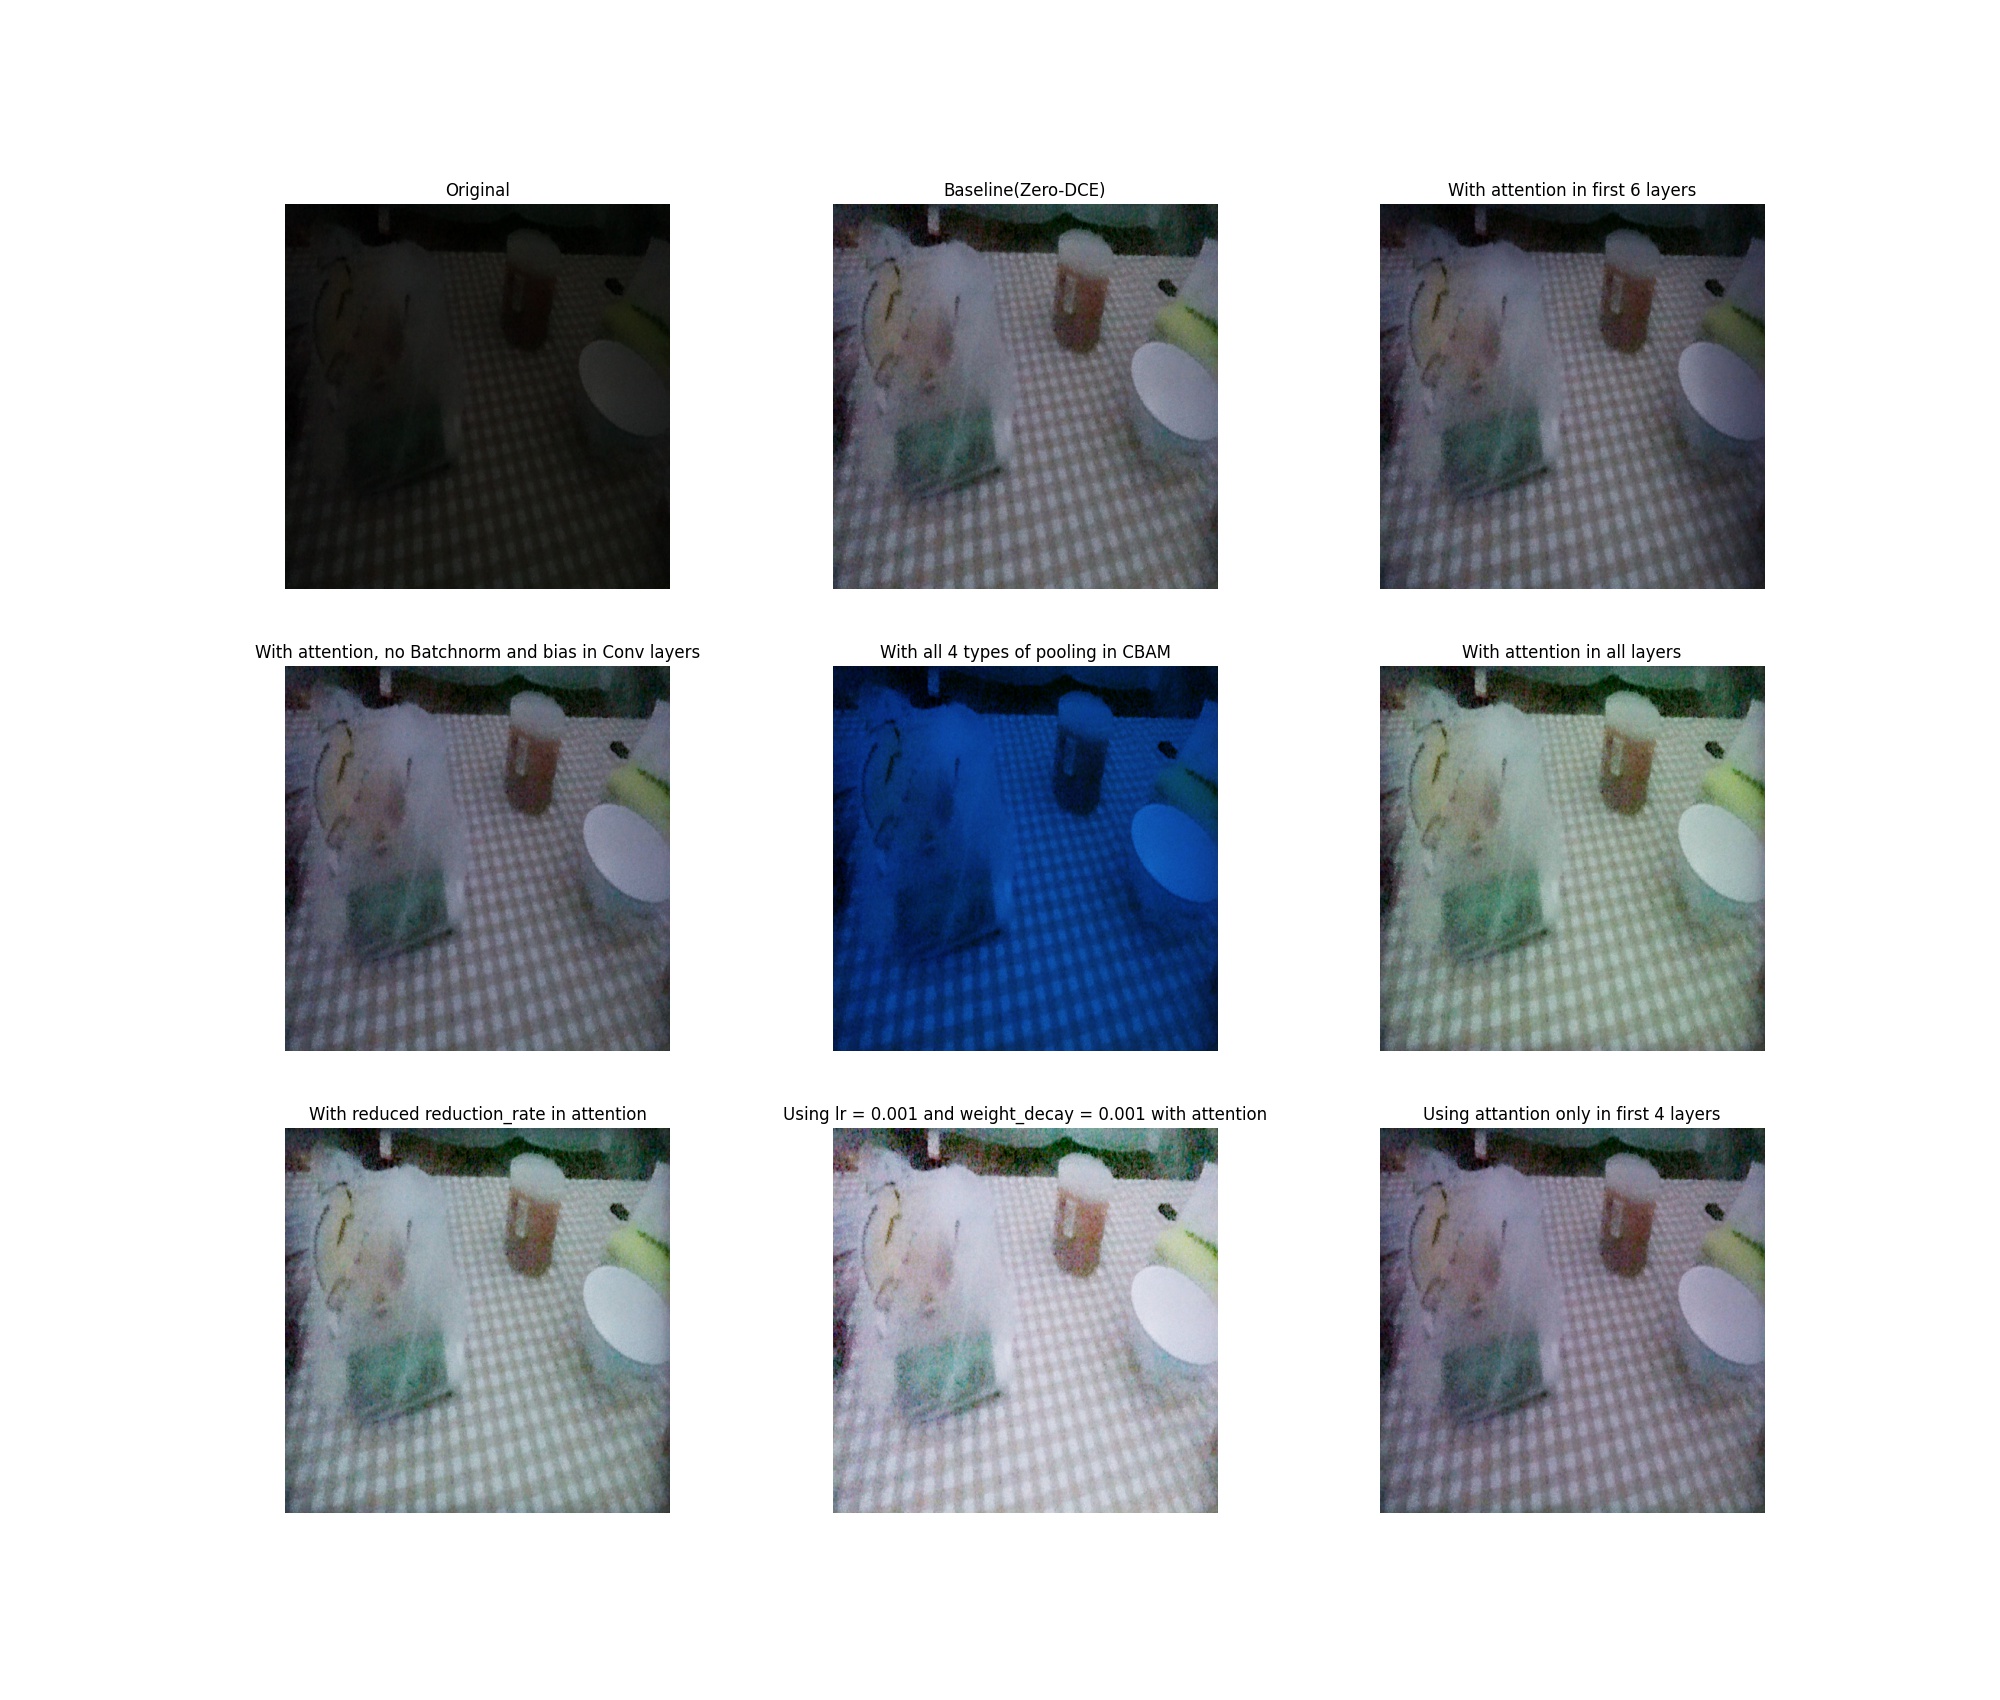 Original
Baseline(Zero-DCE)
With attention in first 6 layers
With attention, no Batchnorm and bias in Conv layers
With all 4 types of pooling in CBAM
With attention in all layers
With reduced reduction_rate in attention
Using lr = 0.001 and weight_decay = 0.001 with attention
Using attantion only in first 4 layers